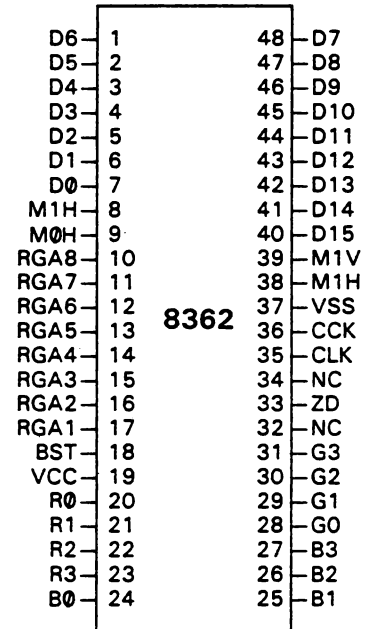 D6 1 48 D7
D5 2 47 D8
D4 3 46 D9
D3 4 45 D10
D2 5 44 D11
D1 6 43 D12
D0 7 42 D13
M1H 8 41 D14
M0H 9 40 D15
RGA8 10 39 M1V
RGA7 11 38 M1H
RGA6 12 37 VSS
RGA5 13 8362 36 CCK
RGA4 14 35 CLK
RGA3 15 34 NC
RGA2 16 33 ZD
RGA1 17 32 NC
BST 18 31 G3
VCC 19 30 G2
R0 20 29 G1
R1 21 28 G0
R2 22 27 B3
R3 23 26 B2
B0 24 25 B1